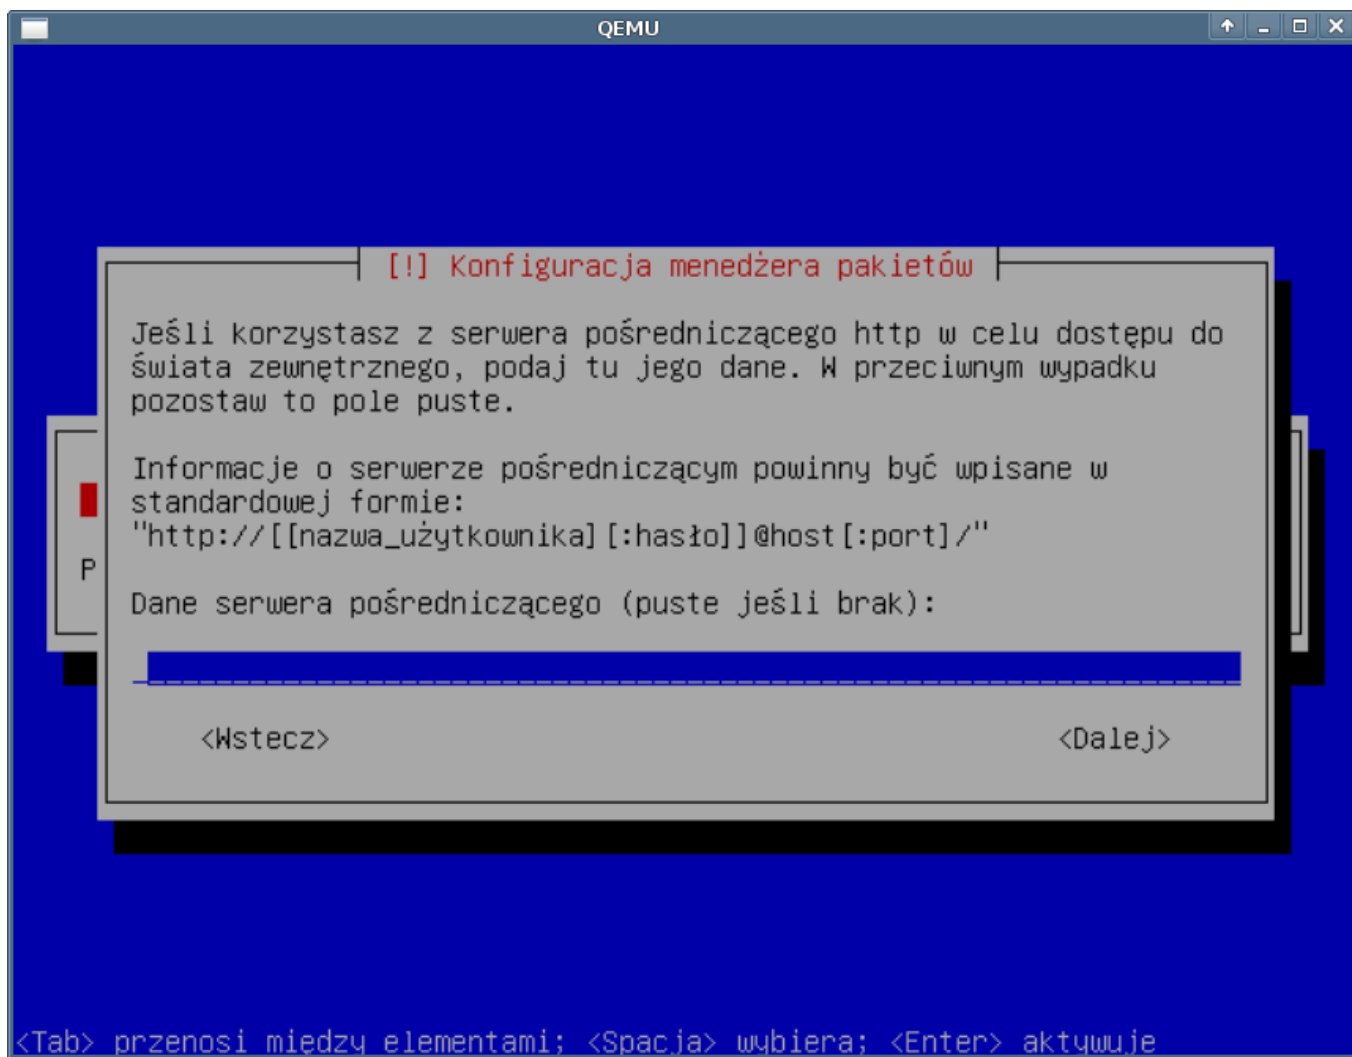 QEMU
[!] Konfiguracja menedżera pakietów
Jeśli korzystasz z serwera pośredniczącego http w celu dostępu do
świata zewnętrznego, podaj tu jego dane. W przeciwnym wypadku
pozostaw to pole puste.
Informacje o serwerze pośredniczącym powinny być wpisane w
standardowej formie:
"http://[[nazwa_użytkownika][:hasło]]@host[:port]/"
P
Dane serwera pośredniczącego (puste jeśli brak):
<Wstecz> <Dalej>
<Tab> przenosi między elementami; <Spacja> wybiera; <Enter> aktywuje